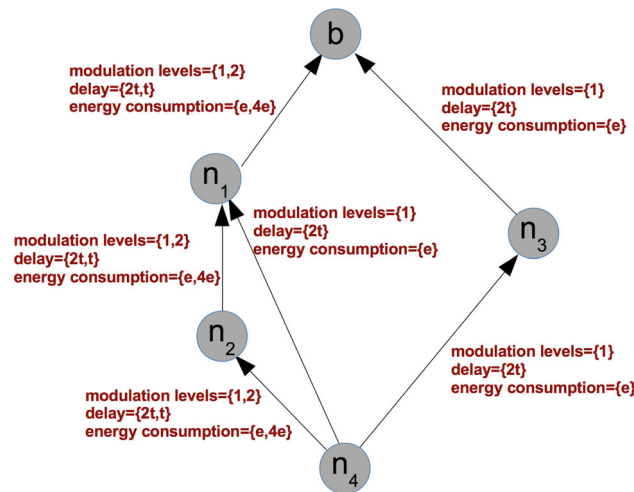 b
modulation levels={1,2}
delay={2t,t}
energy consumption={e,4e}
modulation levels={1}
delay={2t}
energy consumption={e}
n1
modulation levels={1}
delay={2t}
energy consumption={e}
n3
modulation levels={1,2}
delay={2t,t}
energy consumption={e,4e}
n2
modulation levels={1}
delay={2t}
energy consumption={e}
modulation levels={1,2}
delay={2t,t}
energy consumption={e,4e}
n4